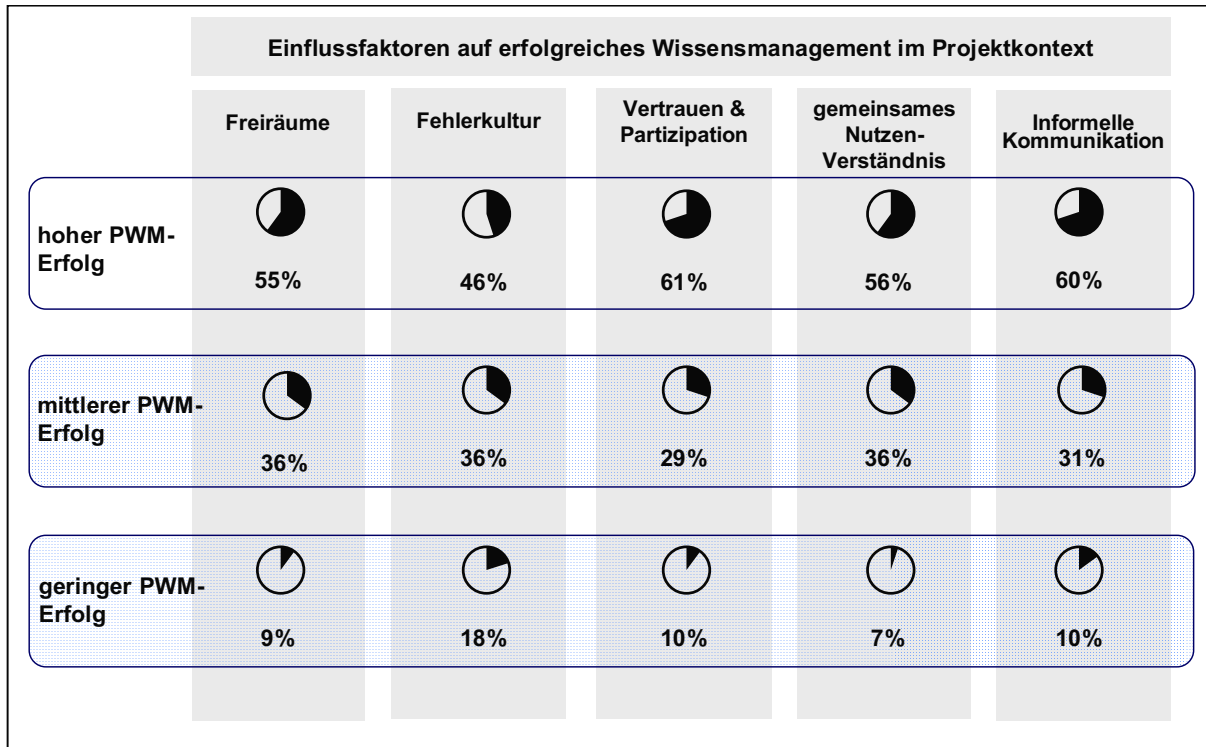 Einflussfaktoren auf erfolgreiches Wissensmanagement im Projektkontext
Freiräume
Fehlerkultur
Vertrauen &
Partizipation
gemeinsames
Nutzen-
Verständnis
Informelle
Kommunikation
hoher PWM-
Erfolg
55%
46%
61%
56%
60%
mittlerer PWM-
Erfolg
36%
36%
29%
36%
31%
geringer PWM-
Erfolg
9%
18%
10%
7%
10%